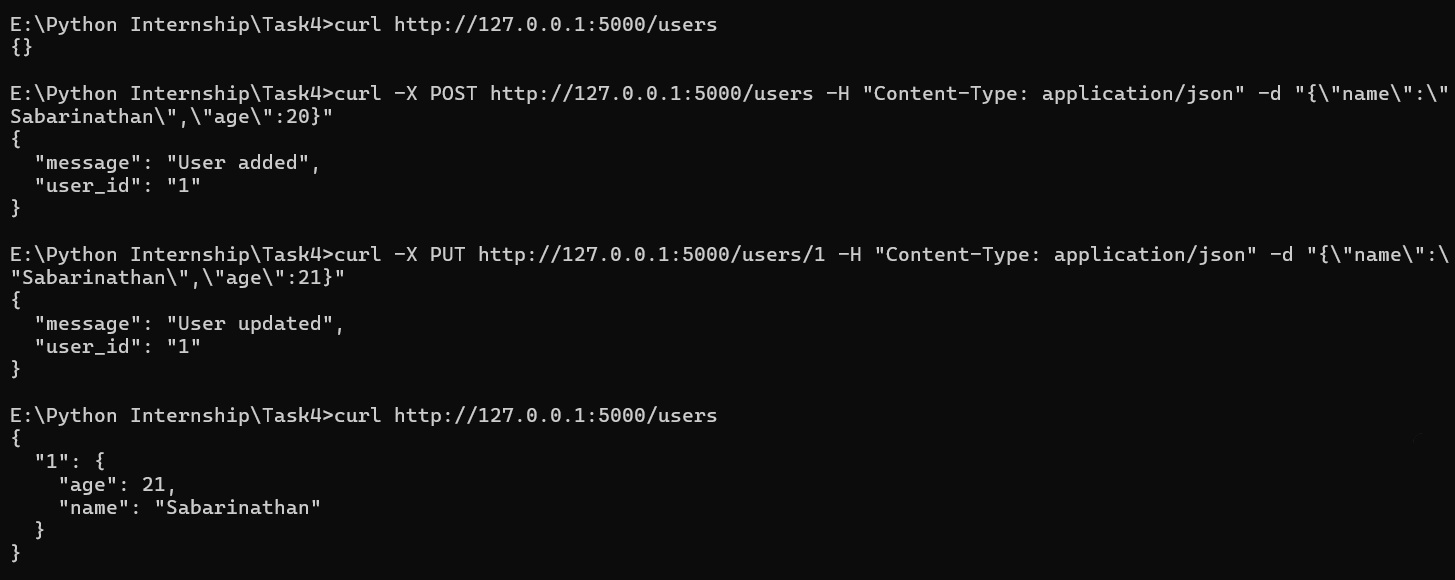 E:\Python Internship\Task4>curl http://127.0.0.1:5000/users
{}
E:\Python Internship\Task4>curl -X POST http://127.0.0.1:5000/users -H "Content-Type: application/json" -d "{\"name\":\"
Sabarinathan\",\"age\":20}"
{
  "message": "User added",
  "user_id": "1"
}
E:\Python Internship\Task4>curl -X PUT http://127.0.0.1:5000/users/1 -H "Content-Type: application/json" -d "{\"name\":\
"Sabarinathan\",\"age\":21}"
{
  "message": "User updated",
  "user_id": "1"
}
E:\Python Internship\Task4>curl http://127.0.0.1:5000/users
{
  "1": {
    "age": 21,
    "name": "Sabarinathan"
  }
}